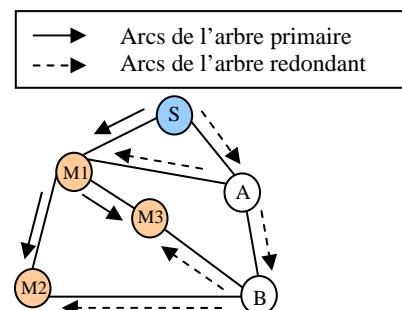 Arcs de l'arbre primaire
Arcs de l'arbre redondant
S
M1
A
M3
M2
B